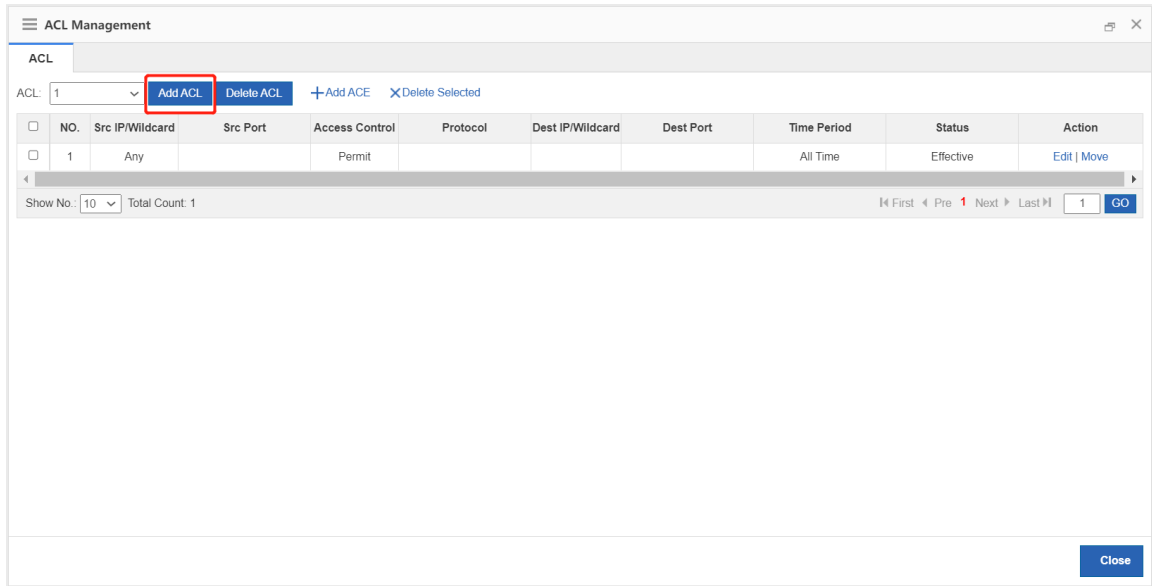 ACL Management
ACL
ACL: 1 Add ACL Delete ACL Add ACE Delete Selected
NO. Src IP/Wildcard Src Port Access Control Protocol Dest IP/Wildcard Dest Port Time Period Status Action
1 Any Permit All Time Effective Edit | Move
Show No.: 10 Total Count: 1 First Pre 1 Next Last 1 GO
Close